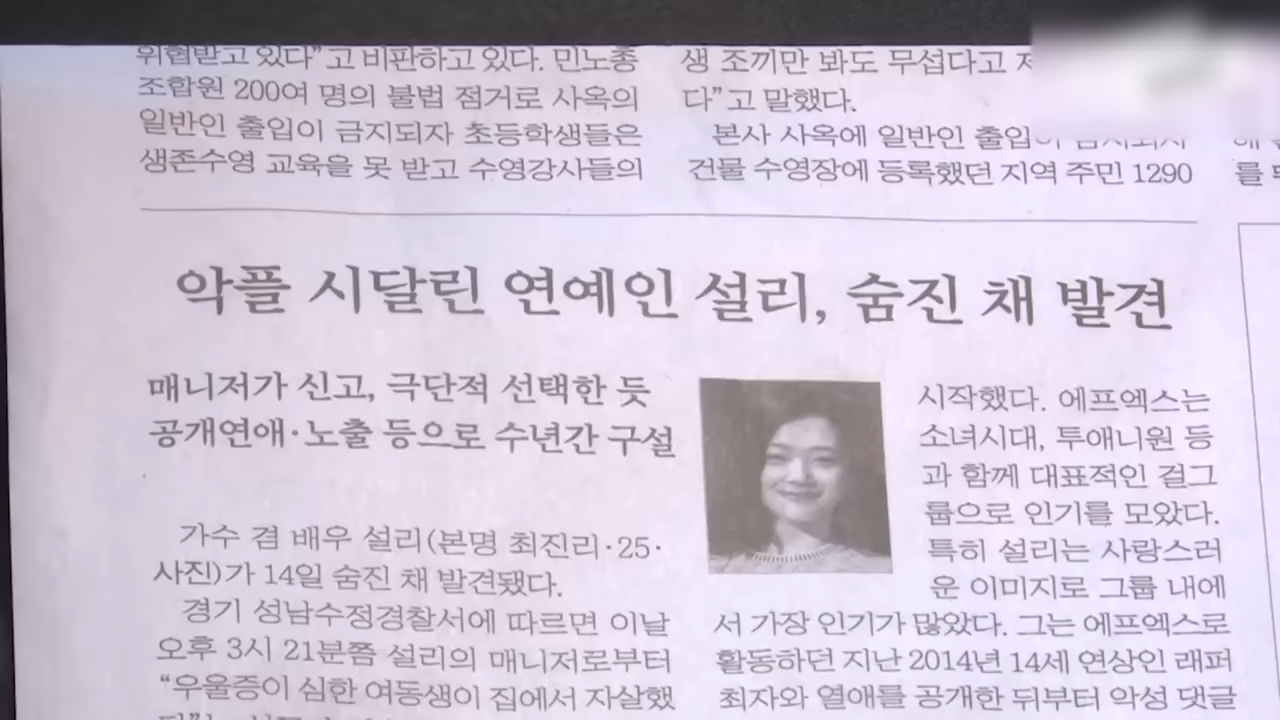 위협받고 있다”고 비판하고 있다. 민노총
조합원 200여 명의 불법 점거로 사옥의
일반인 출입이 금지되자 초등학생들은
생존수영 교육을 못 받고 수영강사들의
생 조끼만 봐도 무섭다고
다”고 말했다.
본사 사옥에 일반인 출입이 금지되자
건물 수영장에 등록했던 지역 주민 1290
를
악플 시달린 연예인 설리, 숨진 채 발견
매니저가 신고, 극단적 선택한 듯
공개연애·노출 등으로 수년간 구설
가수 겸 배우 설리(본명 최진리·25·
사진)가 14일 숨진 채 발견됐다.
경기 성남수정경찰서에 따르면 이날
오후 3시 21분쯤 설리의 매니저로부터
“우울증이 심한 여동생이 집에서 자살했
시작했다. 에프엑스는
소녀시대, 투애니원 등
과 함께 대표적인 걸그
룹으로 인기를 모았다.
특히 설리는 사랑스러
운 이미지로 그룹 내에
서 가장 인기가 많았다. 그는 에프엑스로
활동하던 지난 2014년 14세 연상인 래퍼
최자와 열애를 공개한 뒤부터 악성 댓글